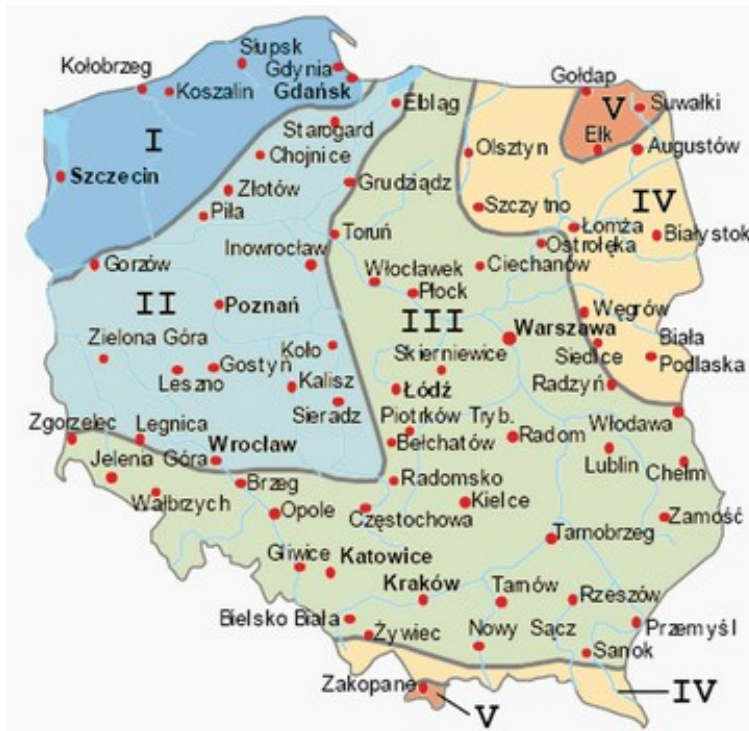 Słupsk
Kołobrzeg
Gdynia
Koszalin
Gdańsk
Gołdap
V
Suwałki
Elbląg
Starogard
I
Ełk
Augustów
Chojnice
Olsztyn
Szczecin
Złotów
Grudziądz
IV
Piła
Szczytno
Łomża
Toruń
Białystok
Inowrocław
Ostrołęka
Gorzów
Włocławek
Ciechanów
II
Poznań
Płock
III
Węgrów
Warszawa
Zielona Góra
Koło
Skierniewice
Siedlce
Biała
Podlaska
Leszno
Gostyń
Kalisz
Łódź
Radzyń
Sieradz
Zgorzelec
Legnica
Piotrków Tryb.
Włodawa
Wrocław
Bełchatów
Radom
Jelenia Góra
Lublin
Chełm
Brzeg
Radomsko
Wałbrzych
Opole
Częstochowa
Kielce
Zamość
Tarnobrzeg
Gliwice
Katowice
Kraków
Tarnów
Rzeszów
Bielsko Biała
Żywiec
Nowy Sącz
Przemyśl
Sanok
Zakopane
IV
V